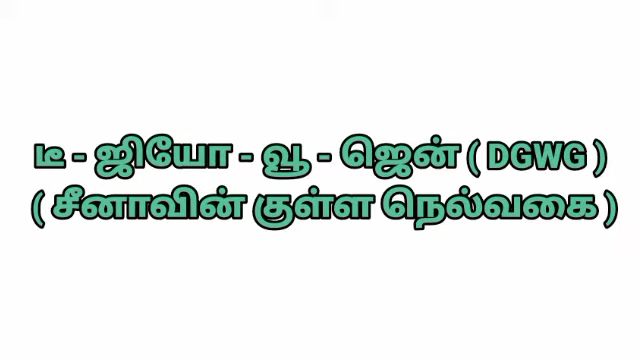 டீ - ஜியோ - வூ - ஜென் ( DGWG )
( சீனாவின் குள்ள நெல்வகை )